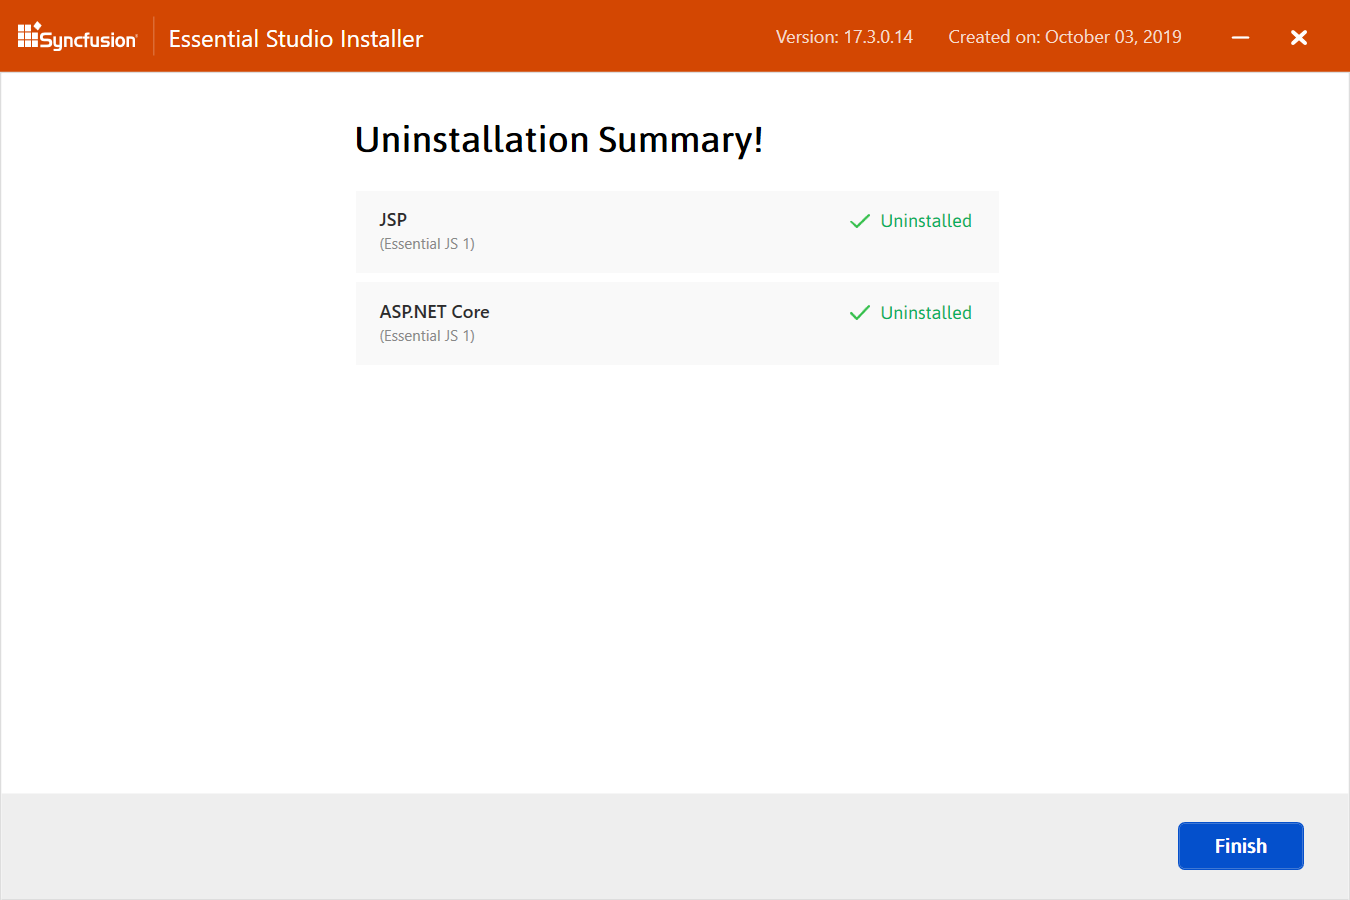 Syncfusion
Essential Studio Installer
Version: 17.3.0.14
Created on: October 03, 2019
Uninstallation Summary!
JSP
Uninstalled
(Essential JS 1)
ASP.NET Core
Uninstalled
(Essential JS 1)
Finish